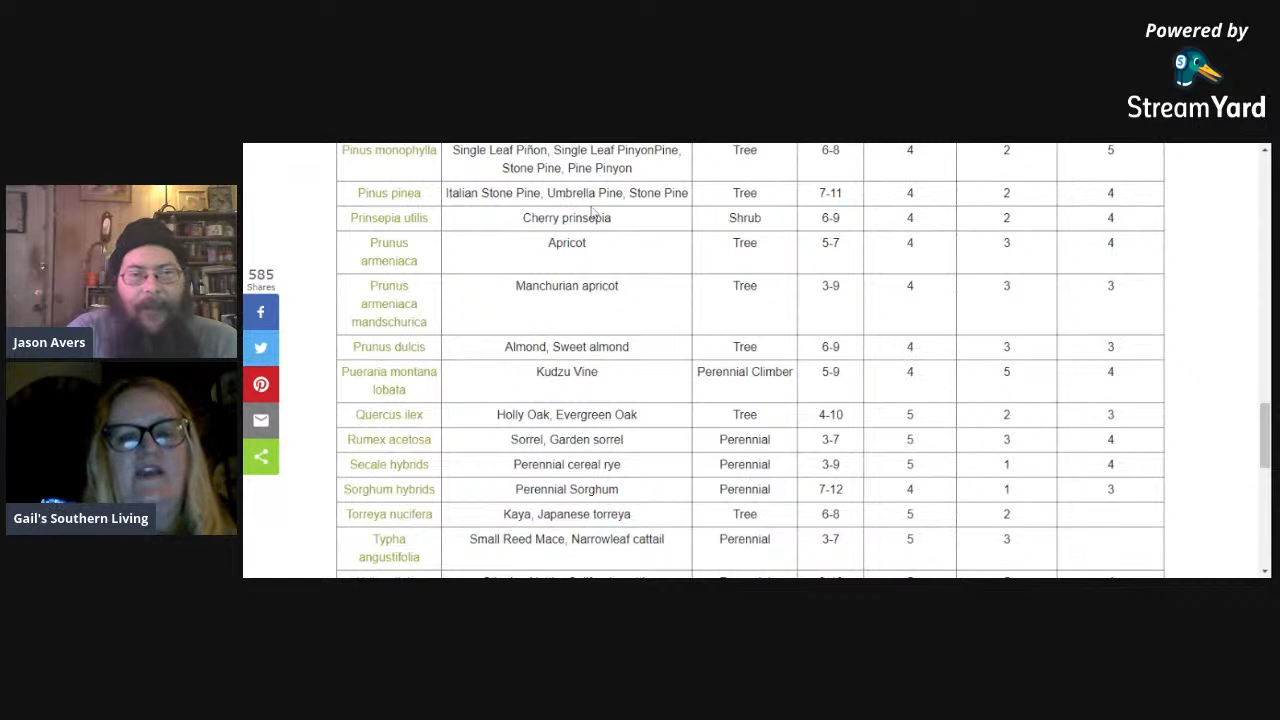 Powered by
StreamYard
585
Shares
Jason Avers
Gail's Southern Living
Pinus monophylla Single Leaf Piñon, Single Leaf PinyonPine, Tree 6-8 4 2 5
Stone Pine, Pine Pinyon
Pinus pinea Italian Stone Pine, Umbrella Pine, Stone Pine Tree 7-11 4 2 4
Prinsepia utilis Cherry prinsepia Shrub 6-9 4 2 4
Prunus Apricot Tree 5-7 4 3 4
armeniaca
Prunus Manchurian apricot Tree 3-9 4 3 3
armeniaca
mandschurica
Prunus dulcis Almond, Sweet almond Tree 6-9 4 3 3
Pueraria montana Kudzu Vine Perennial Climber 5-9 4 5 4
lobata
Quercus ilex Holly Oak, Evergreen Oak Tree 4-10 5 2 3
Rumex acetosa Sorrel, Garden sorrel Perennial 3-7 5 3 4
Secale hybrids Perennial cereal rye Perennial 3-9 5 1 4
Sorghum hybrids Perennial Sorghum Perennial 7-12 4 1 3
Torreya nucifera Kaya, Japanese torreya Tree 6-8 5 2
Typha Small Reed Mace, Narrowleaf cattail Perennial 3-7 5 3
angustifolia